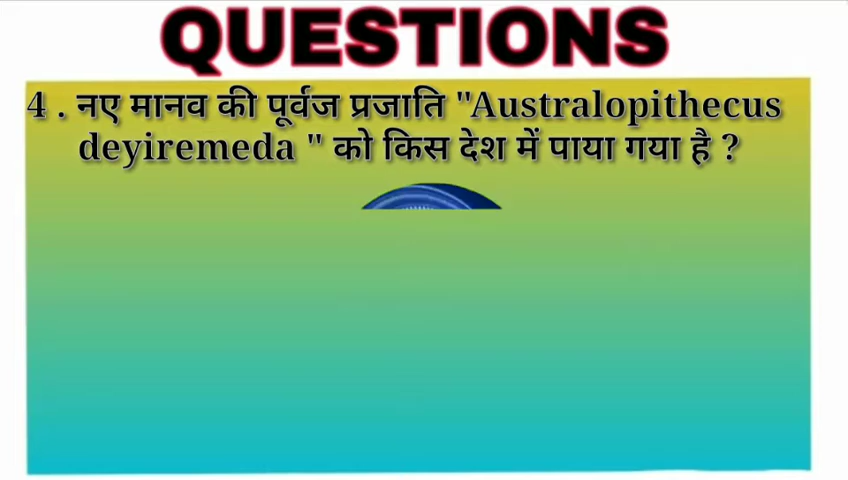 QUESTIONS
4 . नए मानव की पूर्वज प्रजाति "Australopithecus
deyiremeda " को किस देश में पाया गया है ?